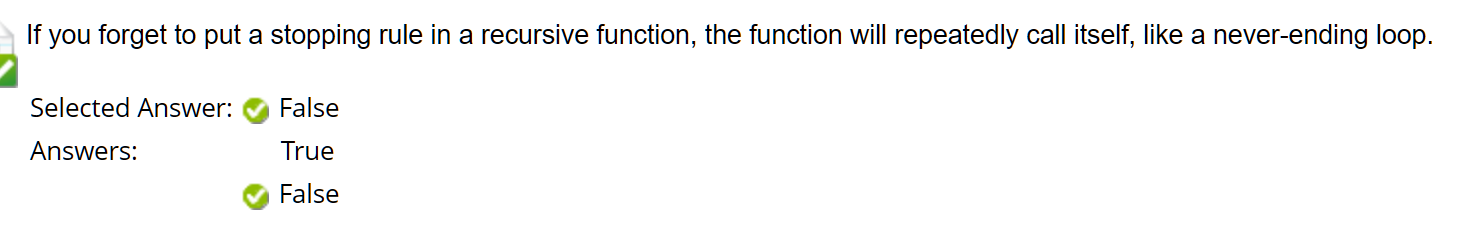 If you forget to put a stopping rule in a recursive function, the function will repeatedly call itself, like a never-ending loop.
Selected Answer: False
Answers: True
False